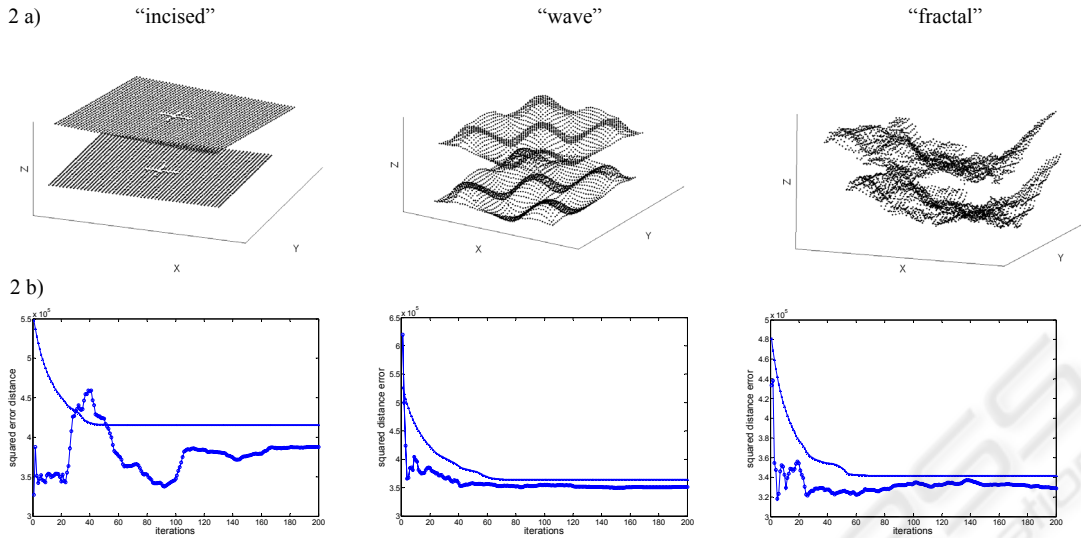 2 a) “incised” “wave” “fractal”
Z Y X
Z Y X
Z Y X
2 b)
x 10^5
5.5
5
4.5
4
3.5
3
squared error distance
0 20 40 60 80 100 120 140 160 180 200
iterations
x 10^5
6.5
6
5.5
5
4.5
4
3.5
3
squared distance error
0 20 40 60 80 100 120 140 160 180 200
iterations
x 10^5
5
4.8
4.6
4.4
4.2
4
3.8
3.6
3.4
3.2
3
squared distance error
0 20 40 60 80 100 120 140 160 180 200
iterations